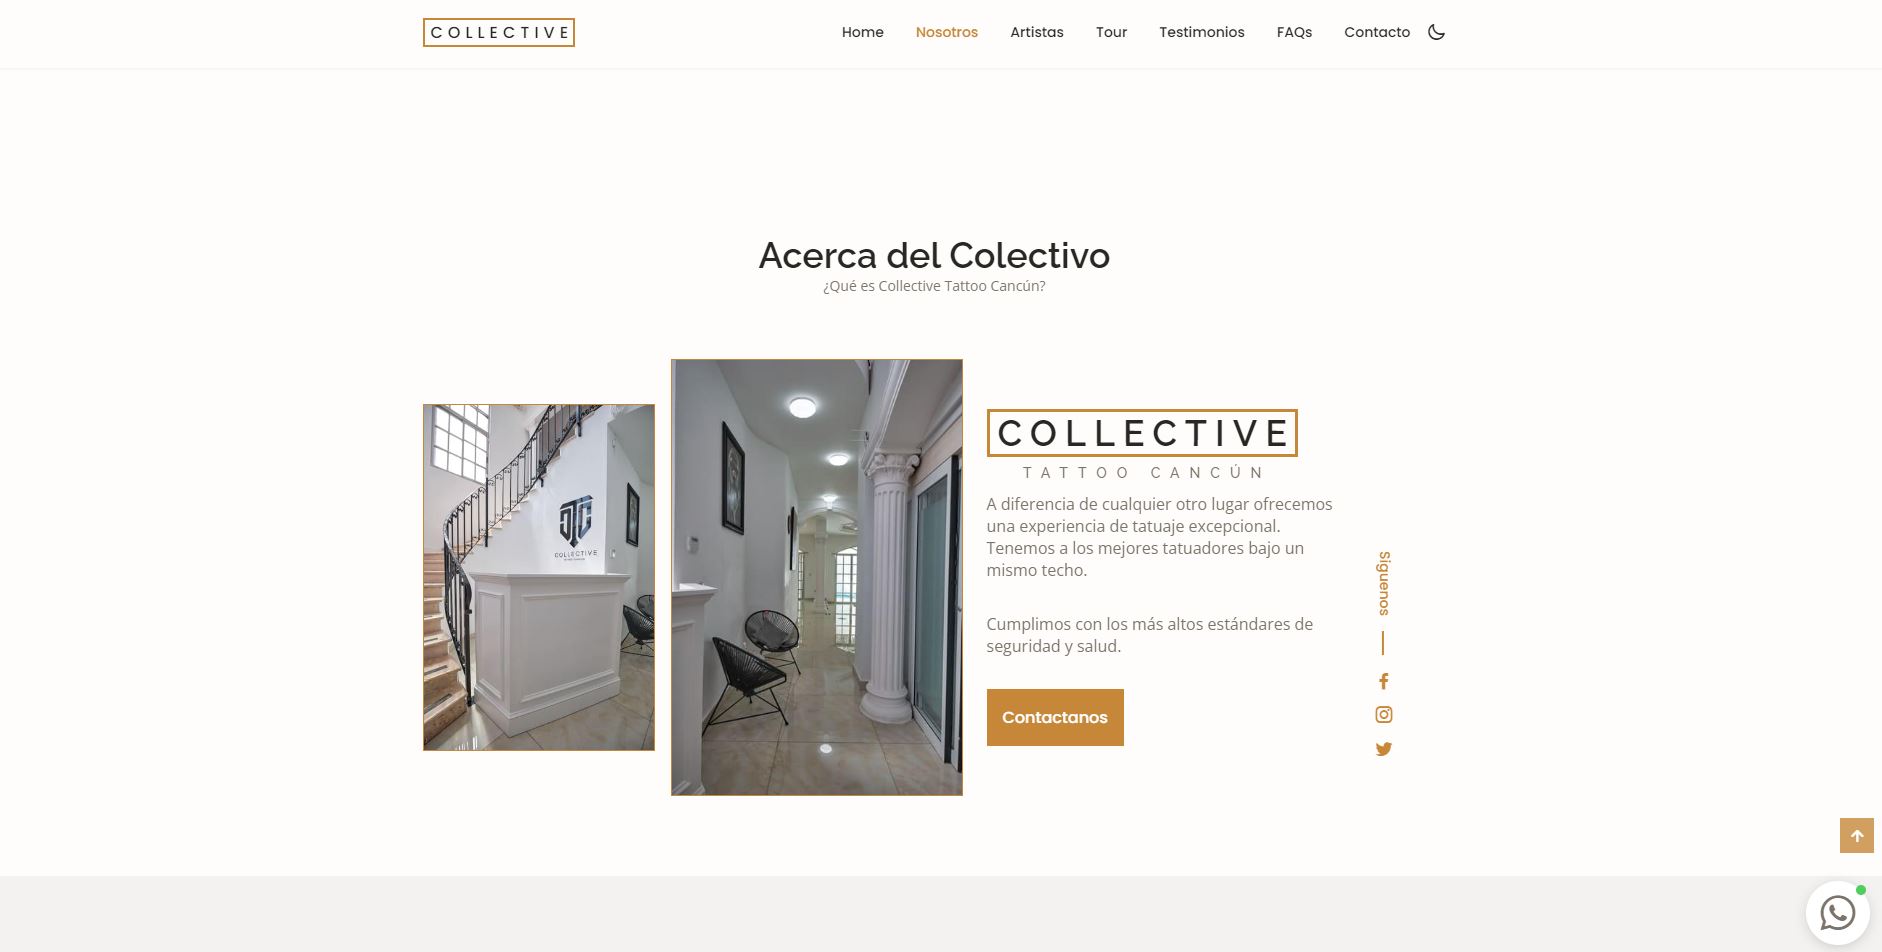 COLLECTIVE
Home Nosotros Artistas Tour Testimonios FAQs Contacto
Acerca del Colectivo
¿Qué es Collective Tattoo Cancún?
COLLECTIVE
COLLECTIVE
TATTOO CANCÚN
A diferencia de cualquier otro lugar ofrecemos
una experiencia de tatuaje excepcional.
Tenemos a los mejores tatuadores bajo un
mismo techo.
Cumplimos con los más altos estándares de
seguridad y salud.
Contactanos
Síguenos